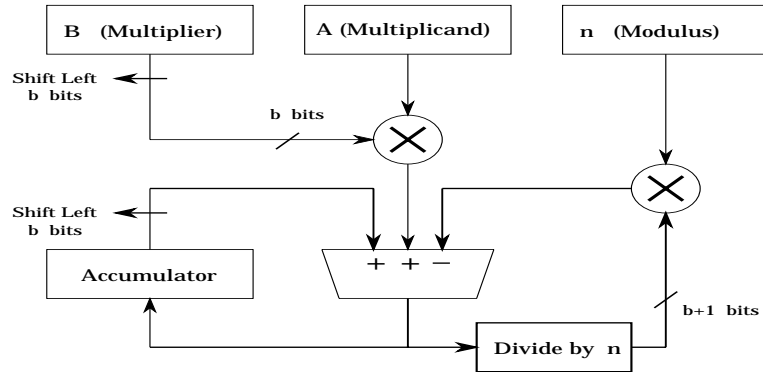 B (Multiplier)
A (Multiplicand)
n (Modulus)
Shift Left
b bits
b bits
Shift Left
b bits
+ + −
Accumulator
b+1 bits
Divide by n